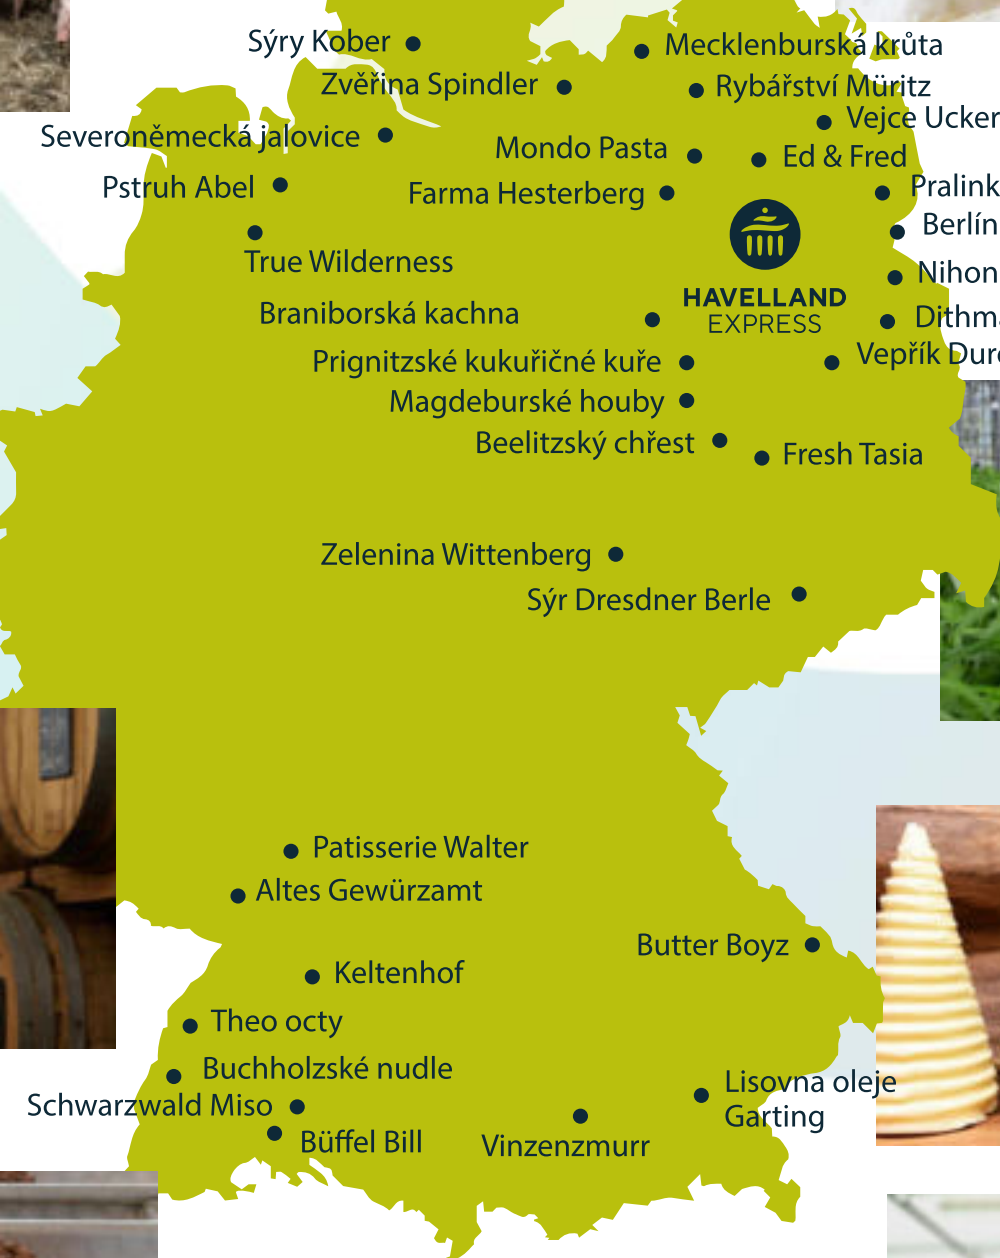 Sýry Kober
Mecklenburská krůta
Zvěřina Spindler
Rybářství Müritz
Vejce Ucker
Severoněmecká jalovice
Mondo Pasta
Ed & Fred
Pstruh Abel
Farma Hesterberg
Pralink
Berlín
True Wilderness
Nihon
HAVELLAND
EXPRESS
Braniborská kachna
Dithma
Prignitzské kukuřičné kuře
Vepřík Duro
Magdeburské houby
Beelitzský chřest
Fresh Tasia
Zelenina Wittenberg
Sýr Dresdner Berle
Patisserie Walter
Altes Gewürzamt
Butter Boyz
Keltenhof
Theo octy
Buchholzské nudle
Lisovna oleje
Garting
Schwarzwald Miso
Büffel Bill
Vinzenzmurr